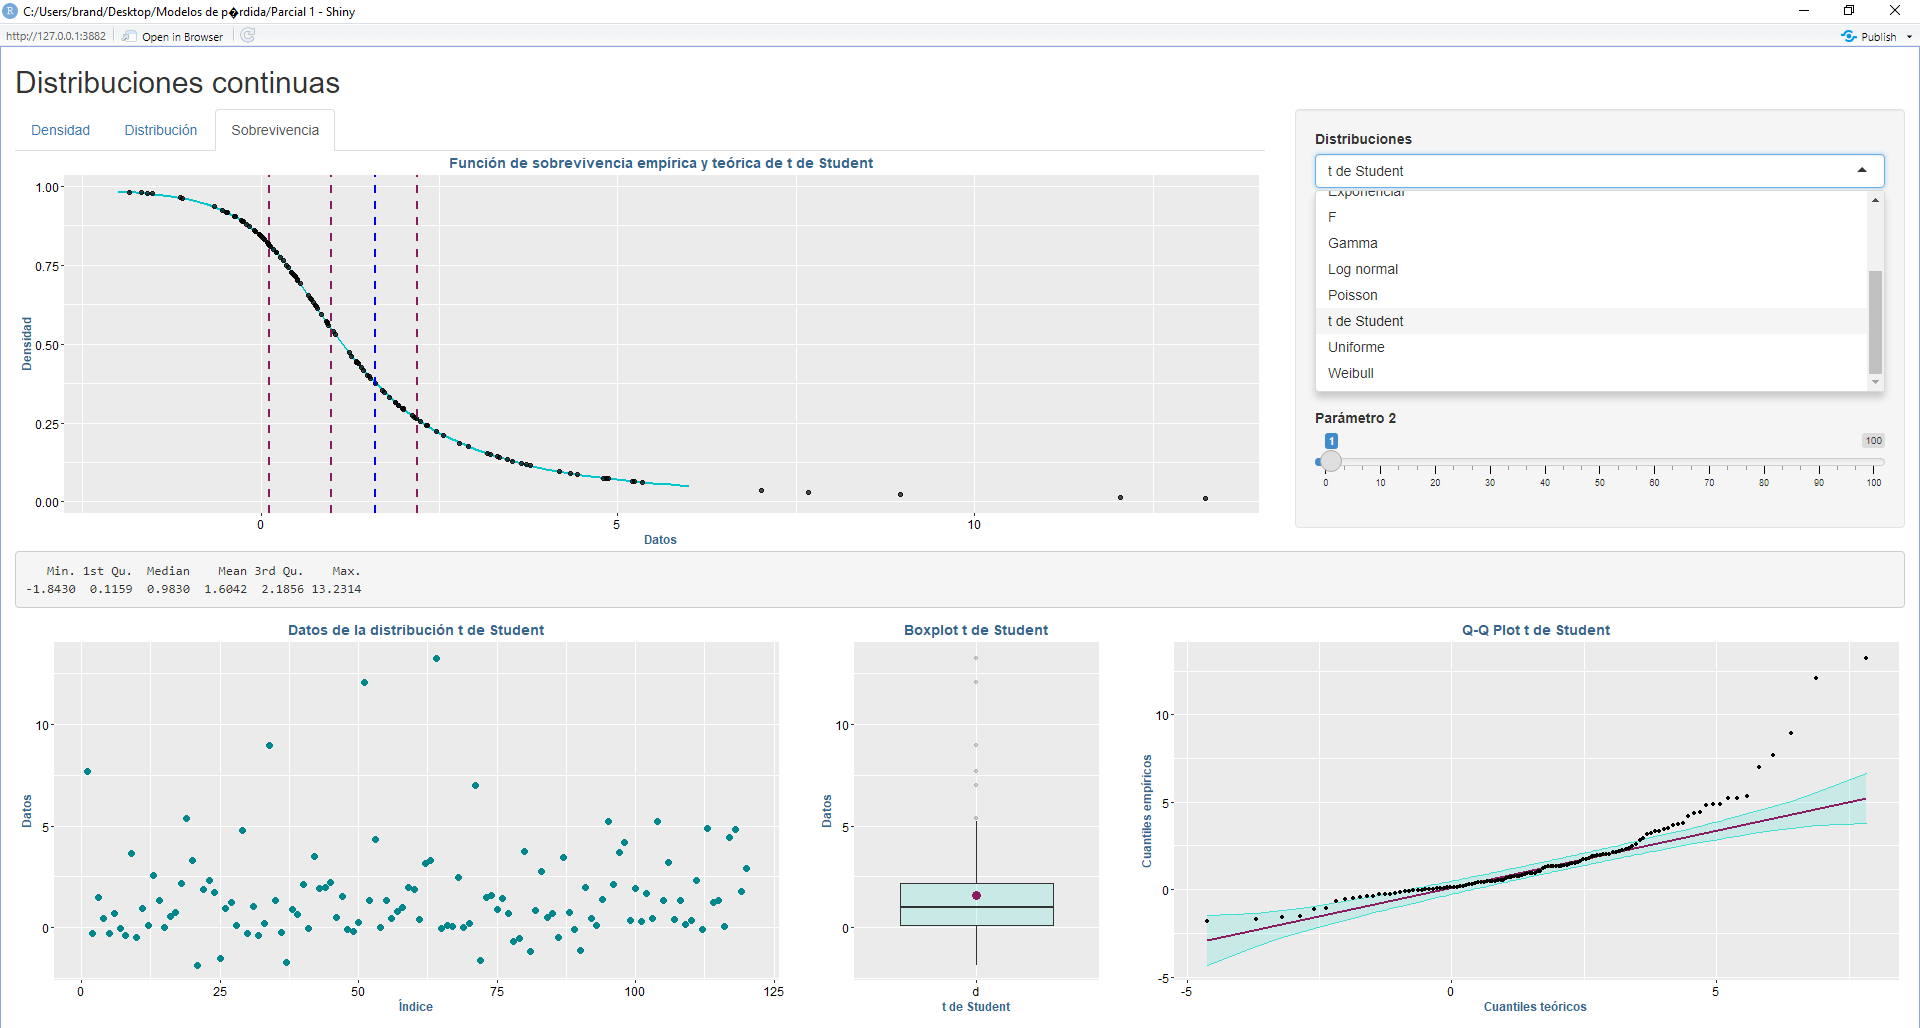 C:/Users/brand/Desktop/Modelos de p�rdida/Parcial 1 - Shiny
http://127.0.0.1:3882 Open in Browser Publish
Distribuciones continuas
Densidad Distribución Sobrevivencia
Función de sobrevivencia empírica y teórica de t de Student
Densidad
1.00
0.75
0.50
0.25
0.00
0 5 10
Datos
Distribuciones
t de Student
Exponencial
F
Gamma
Log normal
Poisson
t de Student
Uniforme
Weibull
Parámetro 2
1 100
0 10 20 30 40 50 60 70 80 90 100
Min. 1st Qu. Median Mean 3rd Qu. Max.
-1.8430 0.1159 0.9830 1.6042 2.1856 13.2314
Datos de la distribución t de Student
Datos
10
5
0
0 25 50 75 100 125
Índice
Boxplot t de Student
Datos
10
5
0
d
t de Student
Q-Q Plot t de Student
Cuantiles empíricos
10
5
0
-5
-5 0 5
Cuantiles teóricos